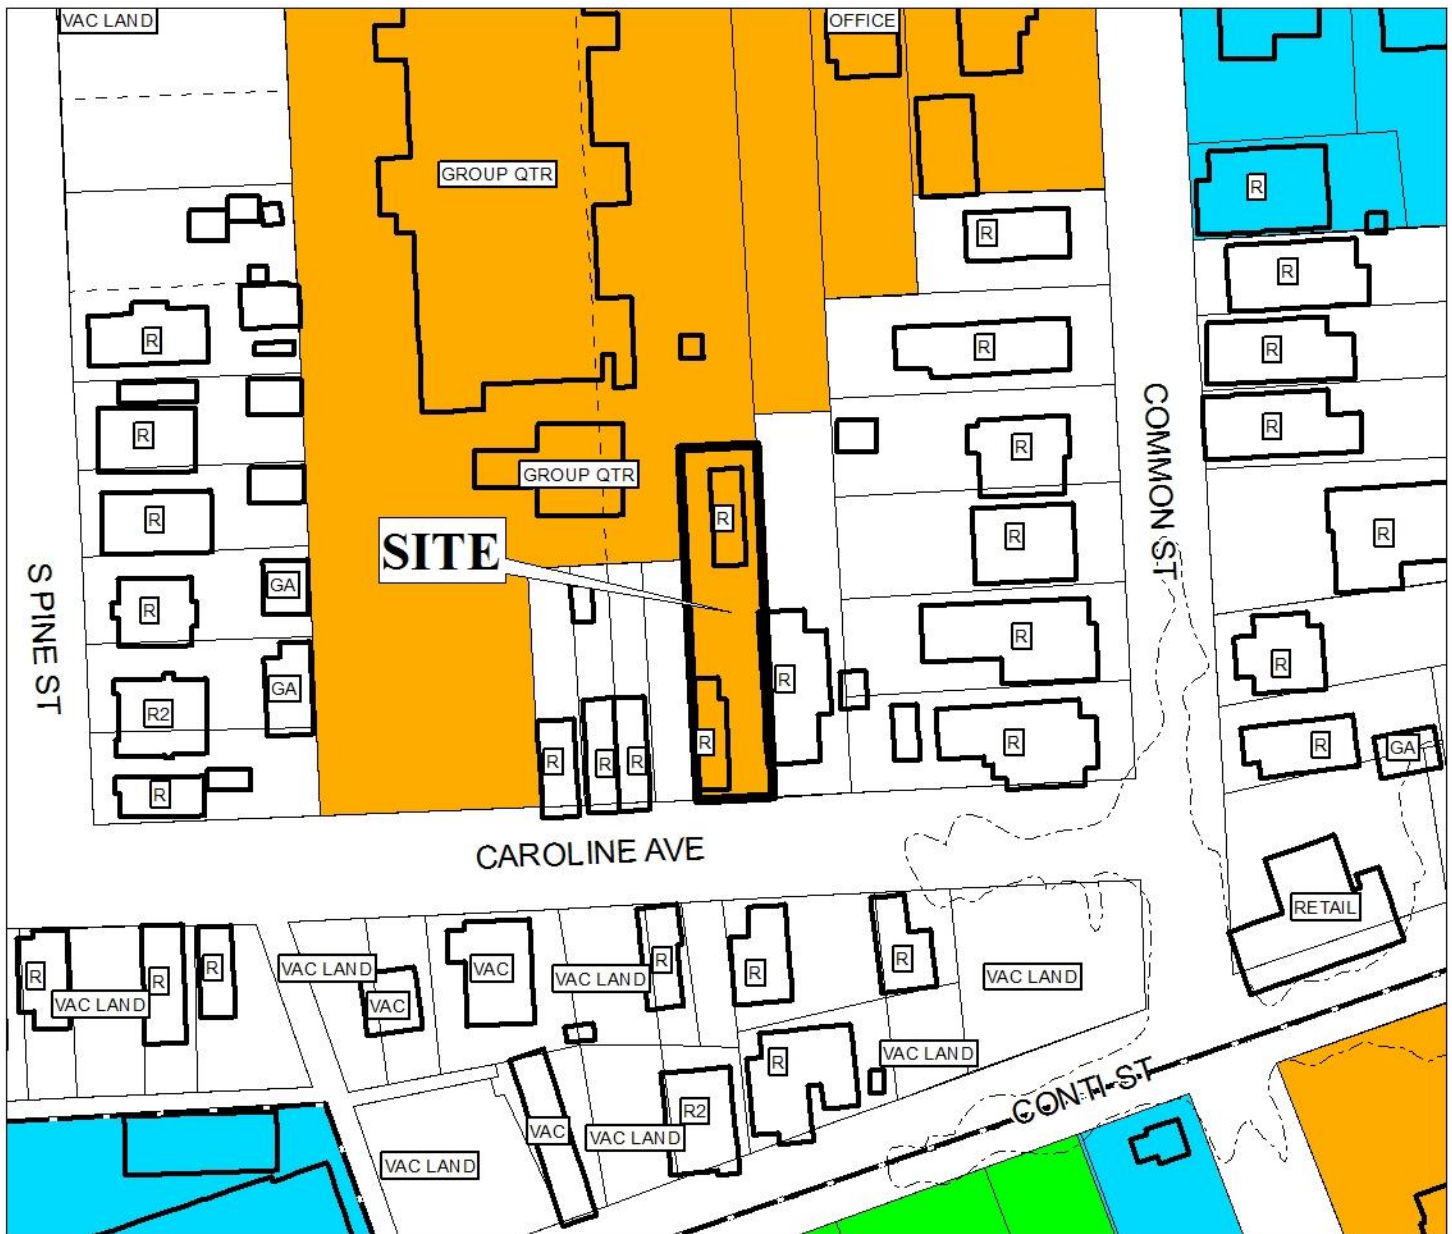 VAC LAND
OFFICE
GROUP QTR
R
R
R
R
R
R
R
R
COMMON ST
R
R
R
GROUP QTR
R
R
R
R
SITE
S PINE ST
GA
R
R
R
R
GA
R2
R
R
R
R
R
R
GA
R
R
R
CAROLINE AVE
RETAIL
R
R
R
VAC LAND
VAC LAND
VAC
VAC
VAC LAND
R
R
R
VAC LAND
R
VAC LAND
CONTI ST
R2
VAC
VAC LAND
VAC LAND